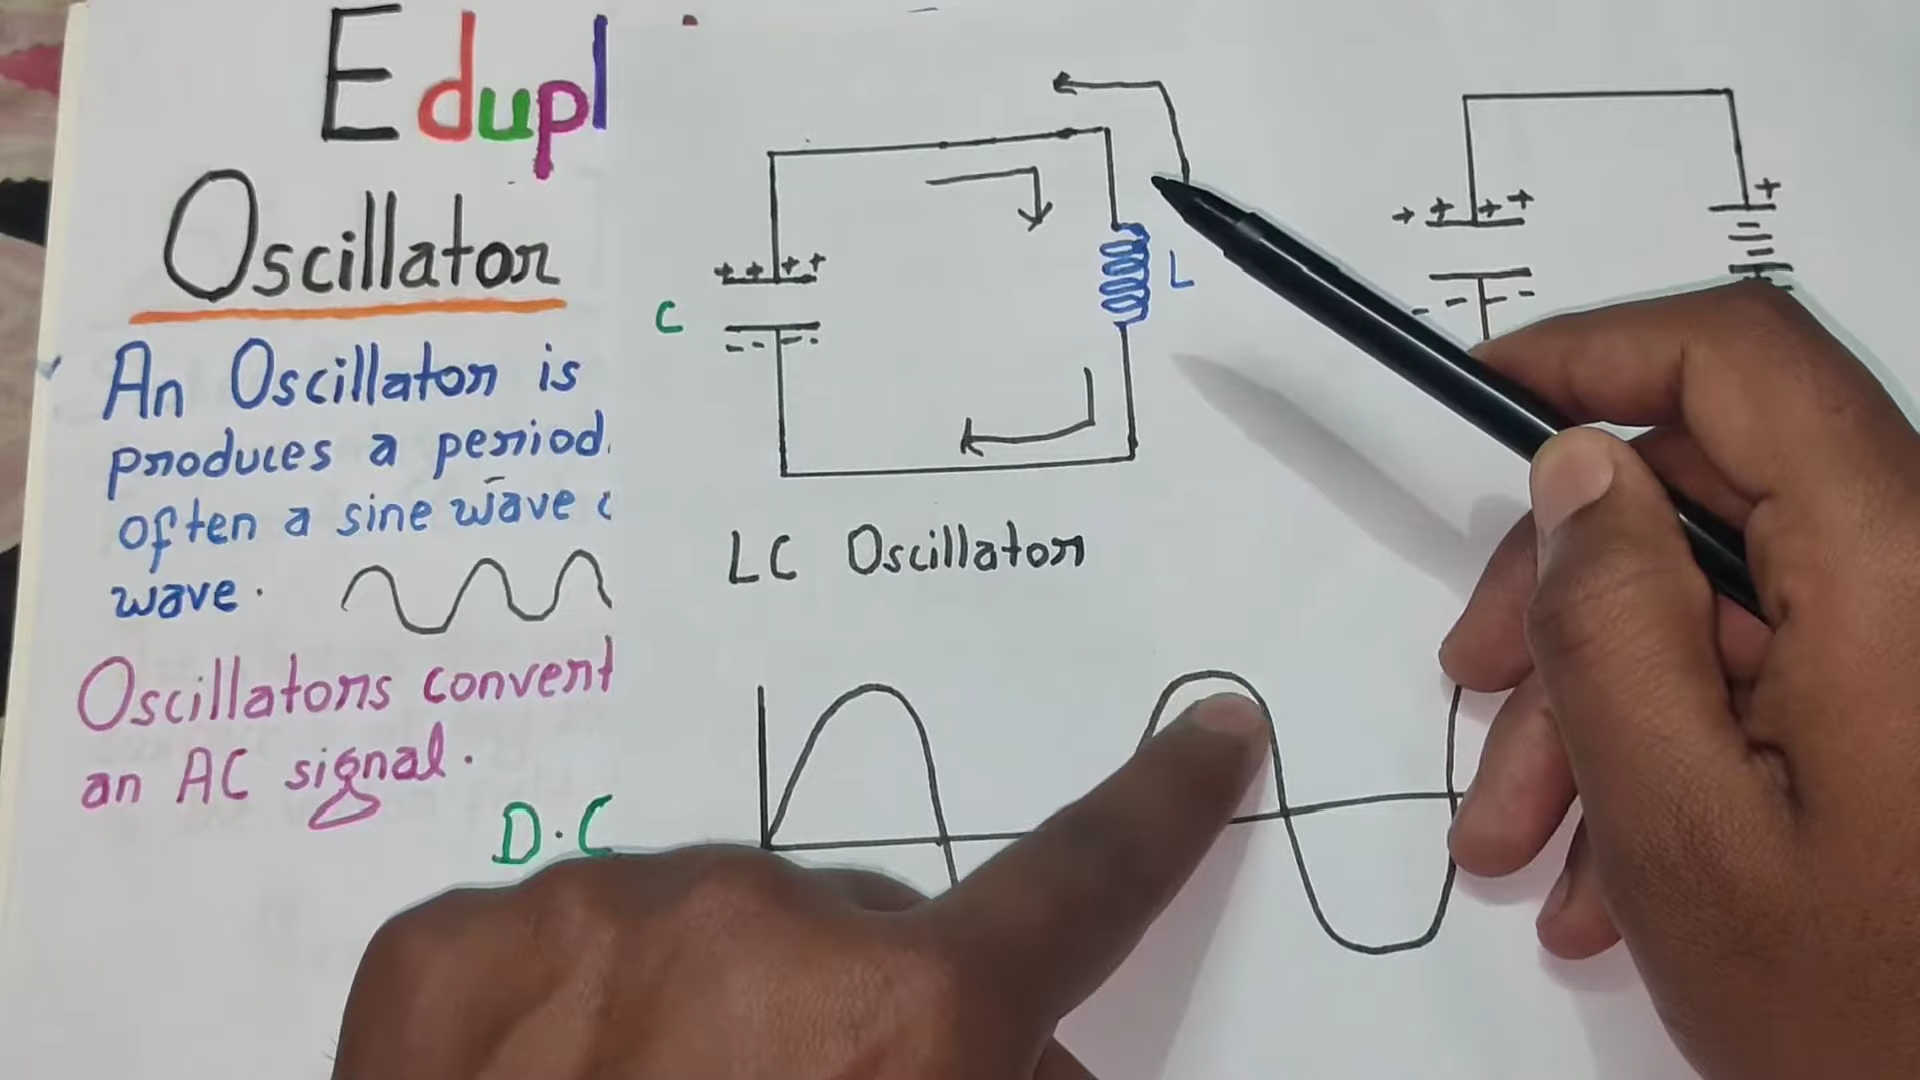 Edupl
Oscillator
An Oscillator is
produces a period
often a sine wave
wave.
Oscillators convert
an AC signal.
D.C
C
L
LC Oscillator
+ + + +
- - - -
+ + + +
+